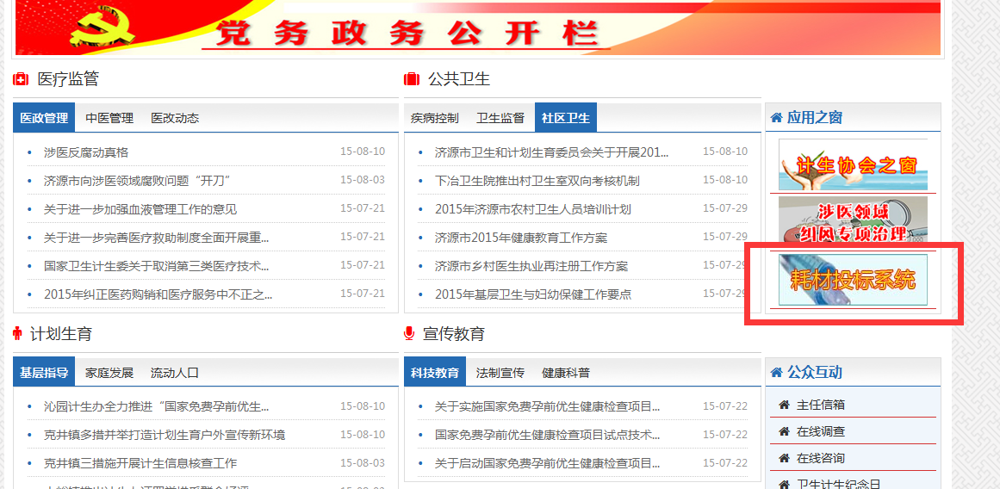 党务政务公开栏
医疗监管
医政管理 中医管理 医改动态
涉医反腐动真格 15-08-10
济源市向涉医领域腐败问题“开刀” 15-08-03
关于进一步加强血液管理工作的意见 15-07-21
关于进一步完善医疗救助制度全面开展重... 15-07-21
国家卫生计生委关于取消第三类医疗技术... 15-07-21
2015年纠正医药购销和医疗服务中不正之... 15-07-21
公共卫生
疾病控制 卫生监督 社区卫生
济源市卫生和计划生育委员会关于开展201... 15-08-10
下冶卫生院推出村卫生室双向考核机制 15-08-10
2015年济源市农村卫生人员培训计划 15-07-29
济源市2015年健康教育工作方案 15-07-29
济源市乡村医生执业再注册工作方案 15-07-29
2015年基层卫生与妇幼保健工作要点 15-07-29
应用之窗
计生协会之窗
涉医领域
纠风专项治理
耗材投标系统
计划生育
基层指导 家庭发展 流动人口
沁园计生办全力推进“国家免费孕前优生... 15-08-10
克井镇多措并举打造计划生育户外宣传新环境 15-08-10
克井镇三措施开展计生信息核查工作 15-08-03
宣传教育
科技教育 法制宣传 健康科普
关于实施国家免费孕前优生健康检查项目... 15-07-22
国家免费孕前优生健康检查项目试点技术... 15-07-22
关于启动国家免费孕前优生健康检查项目... 15-07-22
公众互动
主任信箱
在线调查
在线咨询
卫生计生纪念日